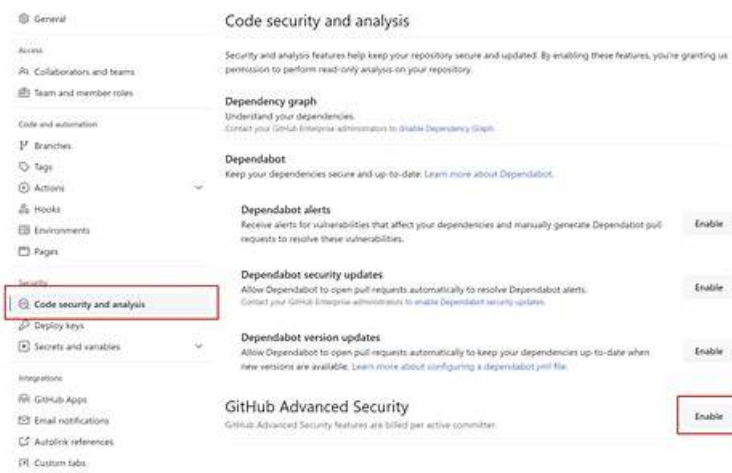 General
Access
Collaborators and teams
Team and member roles
Code and automation
Branches
Tags
Actions
Hooks
Environments
Pages
Security
Code security and analysis
Deploy keys
Secrets and variables
Integrations
GitHub Apps
Email notifications
Autolink references
Custom tabs
Code security and analysis
Security and analysis features help keep your repository secure and updated. By enabling these features, you're granting us
permission to perform read-only analysis on your repository.
Dependency graph
Understand your dependencies.
Contact your GitHub Enterprise administrators to enable Dependency Graph.
Dependabot
Keep your dependencies secure and up-to-date. Learn more about Dependabot.
Dependabot alerts
Receive alerts for vulnerabilities that affect your dependencies and manually generate Dependabot pull
requests to resolve these vulnerabilities.
Enable
Dependabot security updates
Allow Dependabot to open pull requests automatically to resolve Dependabot alerts.
Contact your GitHub Enterprise administrators to enable Dependabot security updates.
Enable
Dependabot version updates
Allow Dependabot to open pull requests automatically to keep your dependencies up-to-date when
new versions are available. Learn more about configuring a dependabot.yml file.
Enable
GitHub Advanced Security
GitHub Advanced Security features are billed per active committer.
Enable